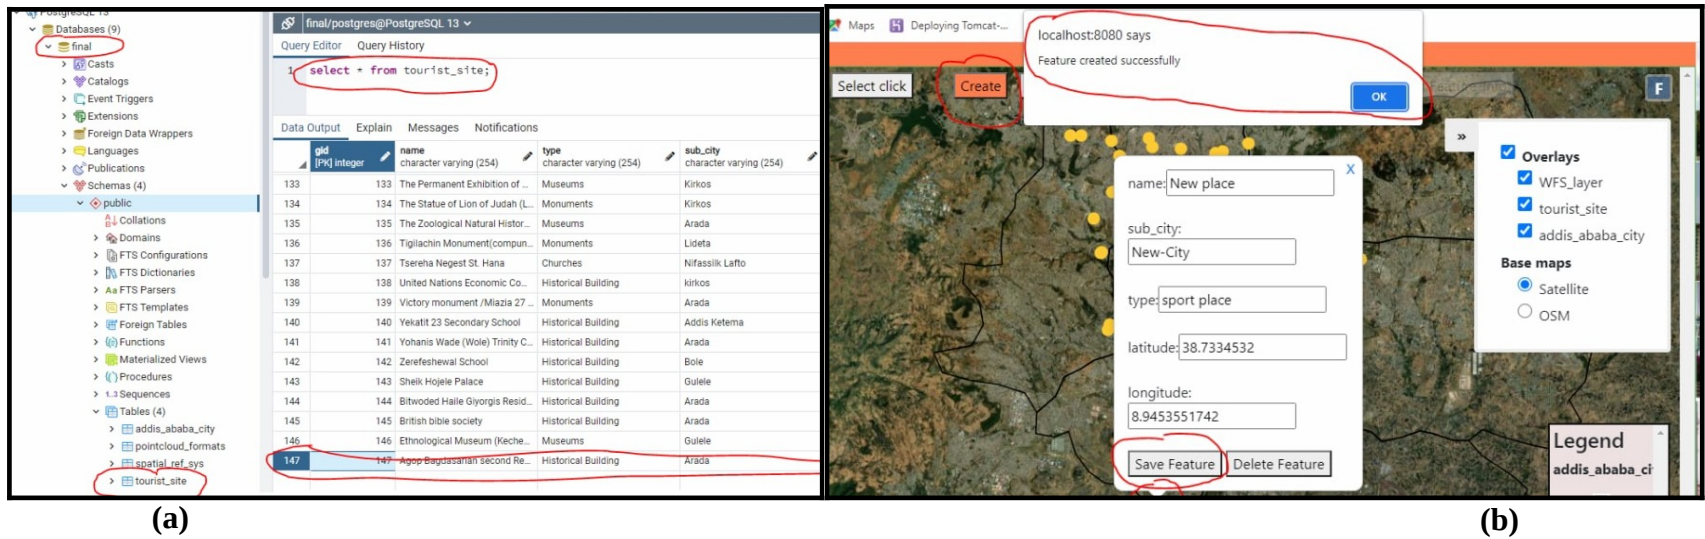 PostgreSQL 13
Databases (9)
final
Casts
Catalogs
Event Triggers
Extensions
Foreign Data Wrappers
Languages
Publications
Schemas (4)
public
Collations
Domains
FTS Configurations
FTS Dictionaries
FTS Parsers
FTS Templates
Foreign Tables
Functions
Materialized Views
Procedures
1..3 Sequences
Tables (4)
addis_ababa_city
pointcloud_formats
spatial_ref_sys
tourist_site
final/postgres@PostgreSQL 13
Query Editor Query History
1 select * from tourist_site;
Data Output Explain Messages Notifications
gid name type sub_city
[PK] integer character varying (254) character varying (254) character varying (254)
133 133 The Permanent Exhibition of ... Museums Kirkos
134 134 The Statue of Lion of Judah (L... Monuments Kirkos
135 135 The Zoological Natural Histor... Museums Arada
136 136 Tigilachin Monument(compun... Monuments Lideta
137 137 Tsereha Negest St. Hana Churches Nifassilk Lafto
138 138 United Nations Economic Co... Historical Building kirkos
139 139 Victory monument /Miazia 27 ... Monuments Arada
140 140 Yekatit 23 Secondary School Historical Building Addis Ketema
141 141 Yohanis Wade (Wole) Trinity C... Historical Building Arada
142 142 Zerefeshewal School Historical Building Bole
143 143 Sheik Hojele Palace Historical Building Gulele
144 144 Bitwoded Haile Giyorgis Resid... Historical Building Arada
145 145 British bible society Historical Building Arada
146 146 Ethnological Museum (Keche... Museums Gulele
147 147 Agop Bagdasarian second Re... Historical Building Arada
(a)
Maps Deploying Tomcat-...
localhost:8080 says
Feature created successfully
OK
Select click Create
F
»
Overlays
WFS_layer
tourist_site
addis_ababa_city
Base maps
Satellite
OSM
X
name: New place
sub_city:
New-City
type: sport place
latitude: 38.7334532
longitude:
8.9453551742
Save Feature Delete Feature
Legend
addis_ababa_ci
(b)